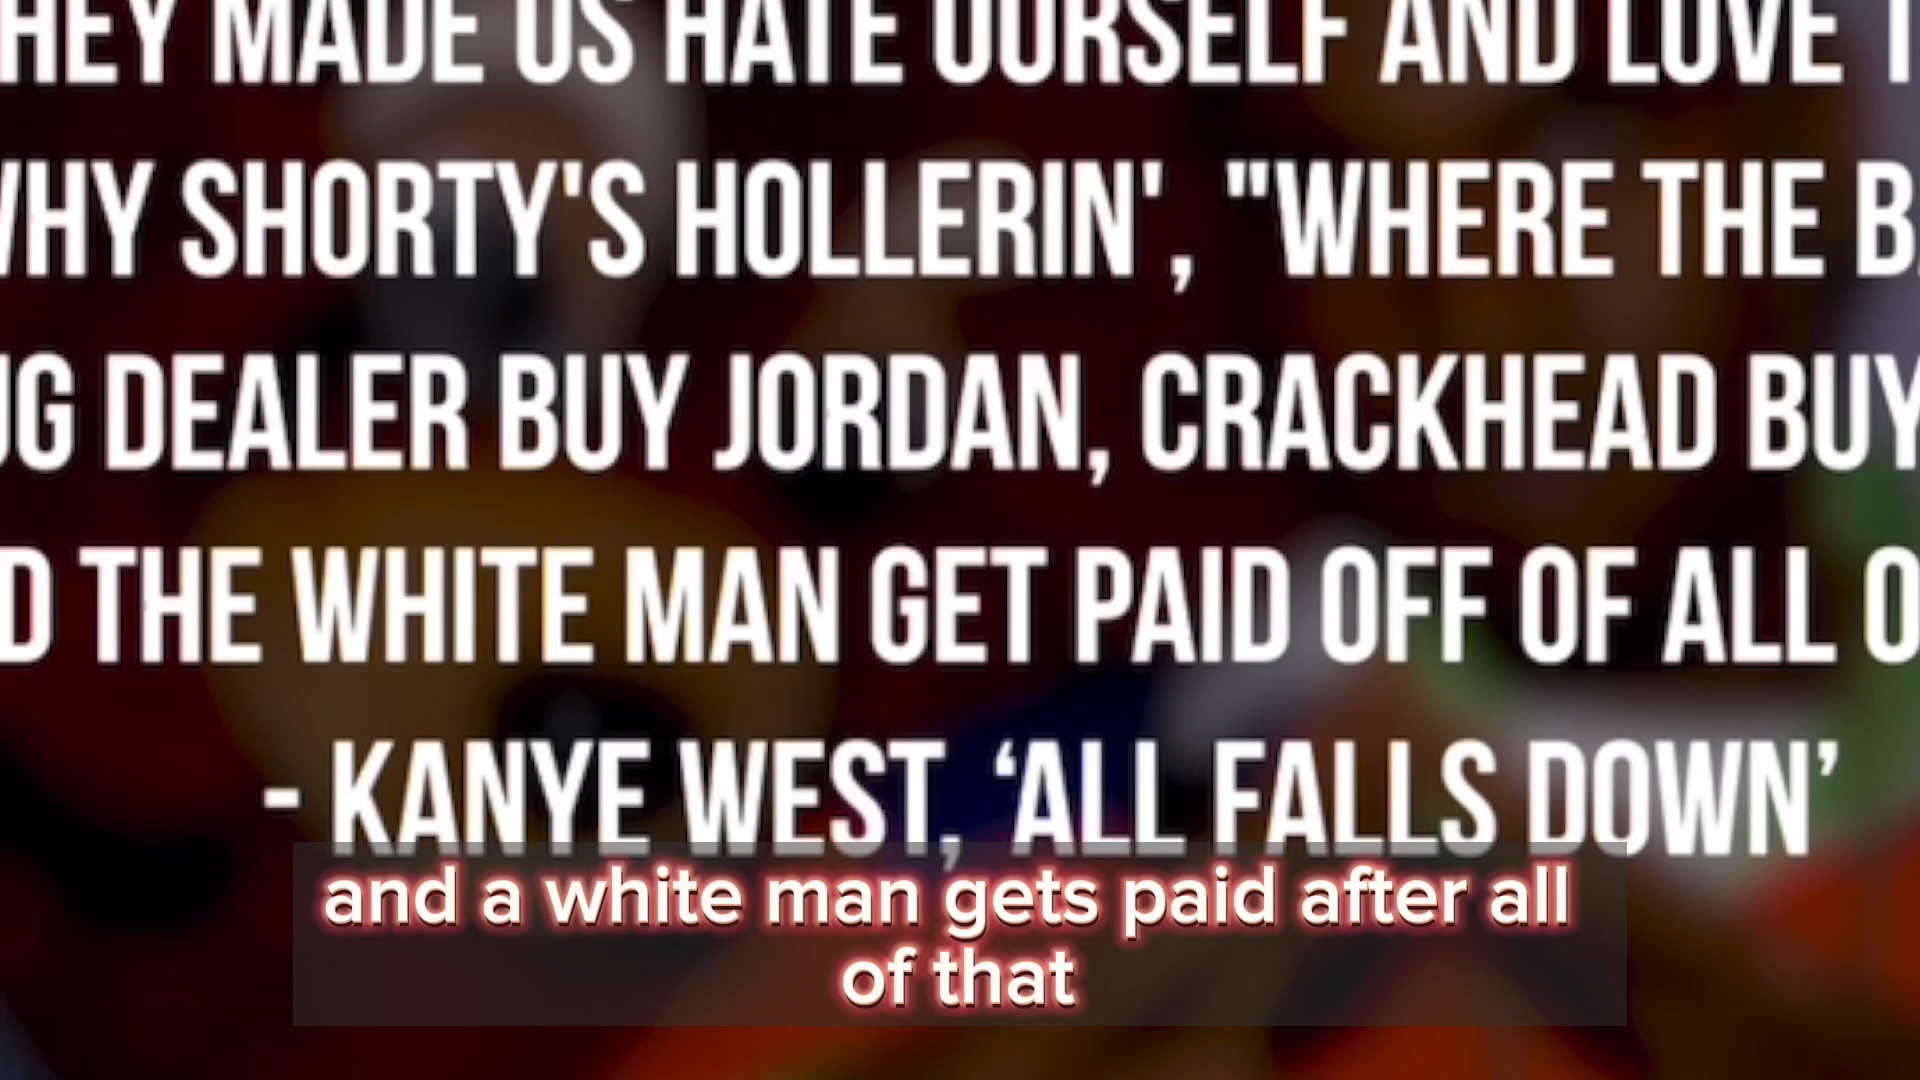 HEY MADE US HATE OURSELF AND LOVE
WHY SHORTY'S HOLLERIN', "WHERE THE
DEALER BUY JORDAN, CRACKHEAD BUY
THE WHITE MAN GET PAID OFF OF ALL
- KANYE WEST, ‘ALL FALLS DOWN’
and a white man gets paid after all
of that